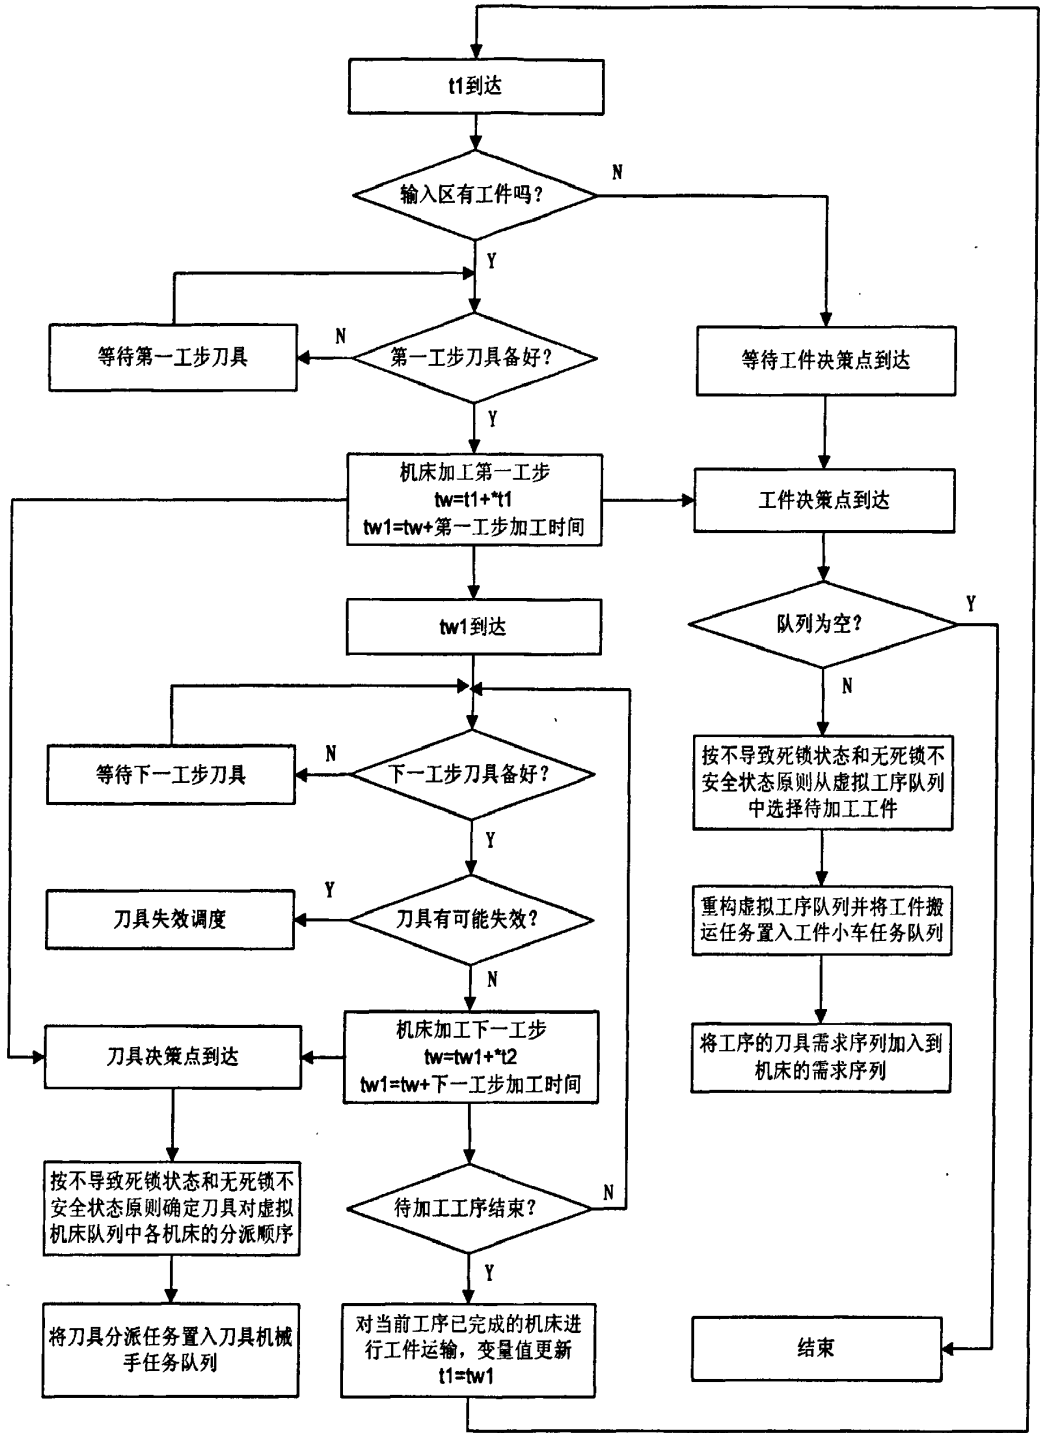 t1到达
输入区有工件吗?
N
Y
等待第一工步刀具
N
第一工步刀具备好?
等待工件决策点到达
Y
机床加工第一工步
tw=t1+*t1
tw1=tw+第一工步加工时间
工件决策点到达
tw1到达
队列为空?
Y
N
等待下一工步刀具
N
下一工步刀具备好?
按不导致死锁状态和无死锁不
安全状态原则从虚拟工序队列
中选择待加工工件
Y
刀具失效调度
Y
刀具有可能失效?
重构虚拟工序队列并将工件搬
运任务置入工件小车任务队列
N
刀具决策点到达
机床加工下一工步
tw=tw1+*t2
tw1=tw+下一工步加工时间
将工序的刀具需求序列加入到
机床的需求序列
按不导致死锁状态和无死锁不
安全状态原则确定刀具对虚拟
机床队列中各机床的分派顺序
待加工工序结束?
N
Y
将刀具分派任务置入刀具机械
手任务队列
对当前工序已完成的机床进
行工件运输，变量值更新
t1=tw1
结束